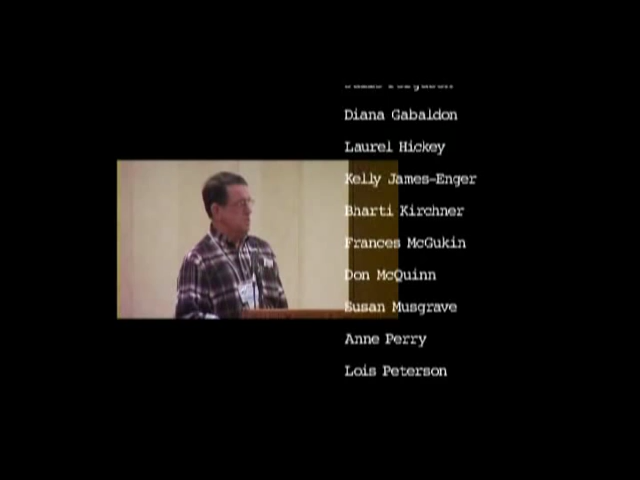 Diana Gabaldon
Laurel Hickey
Kelly James-Enger
Bharti Kirchner
Frances McGukin
Don McQuinn
Susan Musgrave
Anne Perry
Lois Peterson